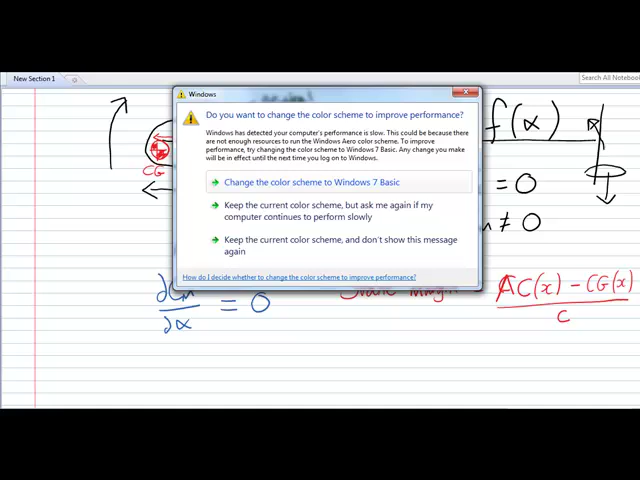 New Section 1
Search All Notebook
Windows
Do you want to change the color scheme to improve performance?
Windows has detected your computer's performance is slow. This could be because there
are not enough resources to run the Windows Aero color scheme. To improve
performance, try changing the color scheme to Windows 7 Basic. Any change you make
will be in effect until the next time you log on to Windows.
Change the color scheme to Windows 7 Basic
Keep the current color scheme, but ask me again if my
computer continues to perform slowly
Keep the current color scheme, and don't show this message
again
How do I decide whether to change the color scheme to improve performance?
f(α)
CG
= 0
≠ 0
∂CM/∂α = 0
Static Margin
AC(x) - CG(x)
C